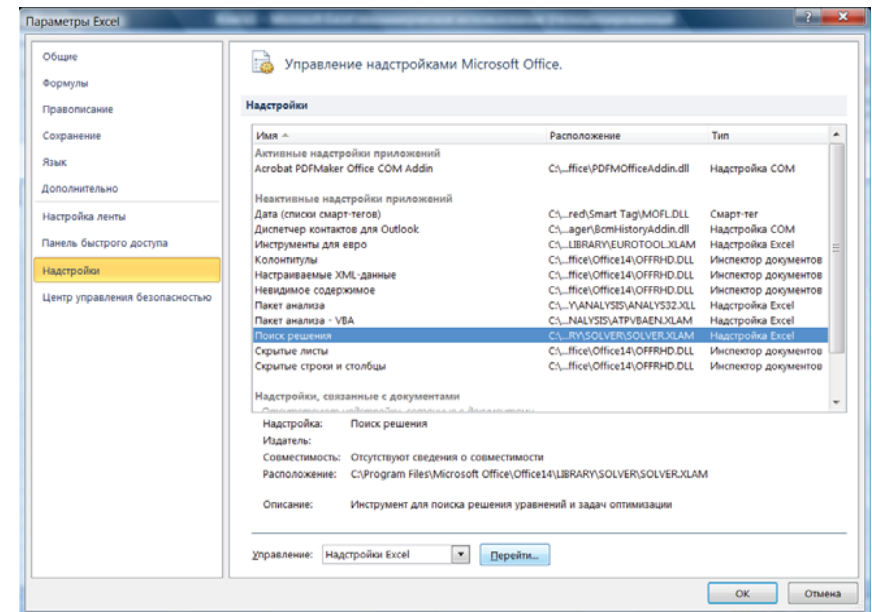 Параметры Excel
Общие
Формулы
Правописание
Сохранение
Язык
Дополнительно
Настройка ленты
Панель быстрого доступа
Надстройки
Центр управления безопасностью
Управление надстройками Microsoft Office.
Надстройки
Имя Расположение Тип
Активные надстройки приложений
Acrobat PDFMaker Office COM Addin C:\...ffice\PDFMOfficeAddin.dll Надстройка COM
Неактивные надстройки приложений
Дата (списки смарт-тегов) C:\...red\Smart Tag\MOFL.DLL Смарт-тег
Диспетчер контактов для Outlook C:\...ager\BcmHistoryAddin.dll Надстройка COM
Инструменты для евро C:\...LIBRARY\EUROTOOL.XLAM Надстройка Excel
Колонтитулы C:\...ffice\Office14\OFFRHD.DLL Инспектор документов
Настраиваемые XML-данные C:\...ffice\Office14\OFFRHD.DLL Инспектор документов
Невидимое содержимое C:\...ffice\Office14\OFFRHD.DLL Инспектор документов
Пакет анализа C:\...Y\ANALYSIS\ANALYS32.XLL Надстройка Excel
Пакет анализа - VBA C:\...NALYSIS\ATPVBAEN.XLAM Надстройка Excel
Поиск решения C:\...RY\SOLVER\SOLVER.XLAM Надстройка Excel
Скрытые листы C:\...ffice\Office14\OFFRHD.DLL Инспектор документов
Скрытые строки и столбцы C:\...ffice\Office14\OFFRHD.DLL Инспектор документов
Надстройки, связанные с документами
Надстройка: Поиск решения
Издатель:
Совместимость: Отсутствуют сведения о совместимости
Расположение: C:\Program Files\Microsoft Office\Office14\LIBRARY\SOLVER\SOLVER.XLAM
Описание: Инструмент для поиска решения уравнений и задач оптимизации
Управление: Надстройки Excel Перейти...
ОК Отмена